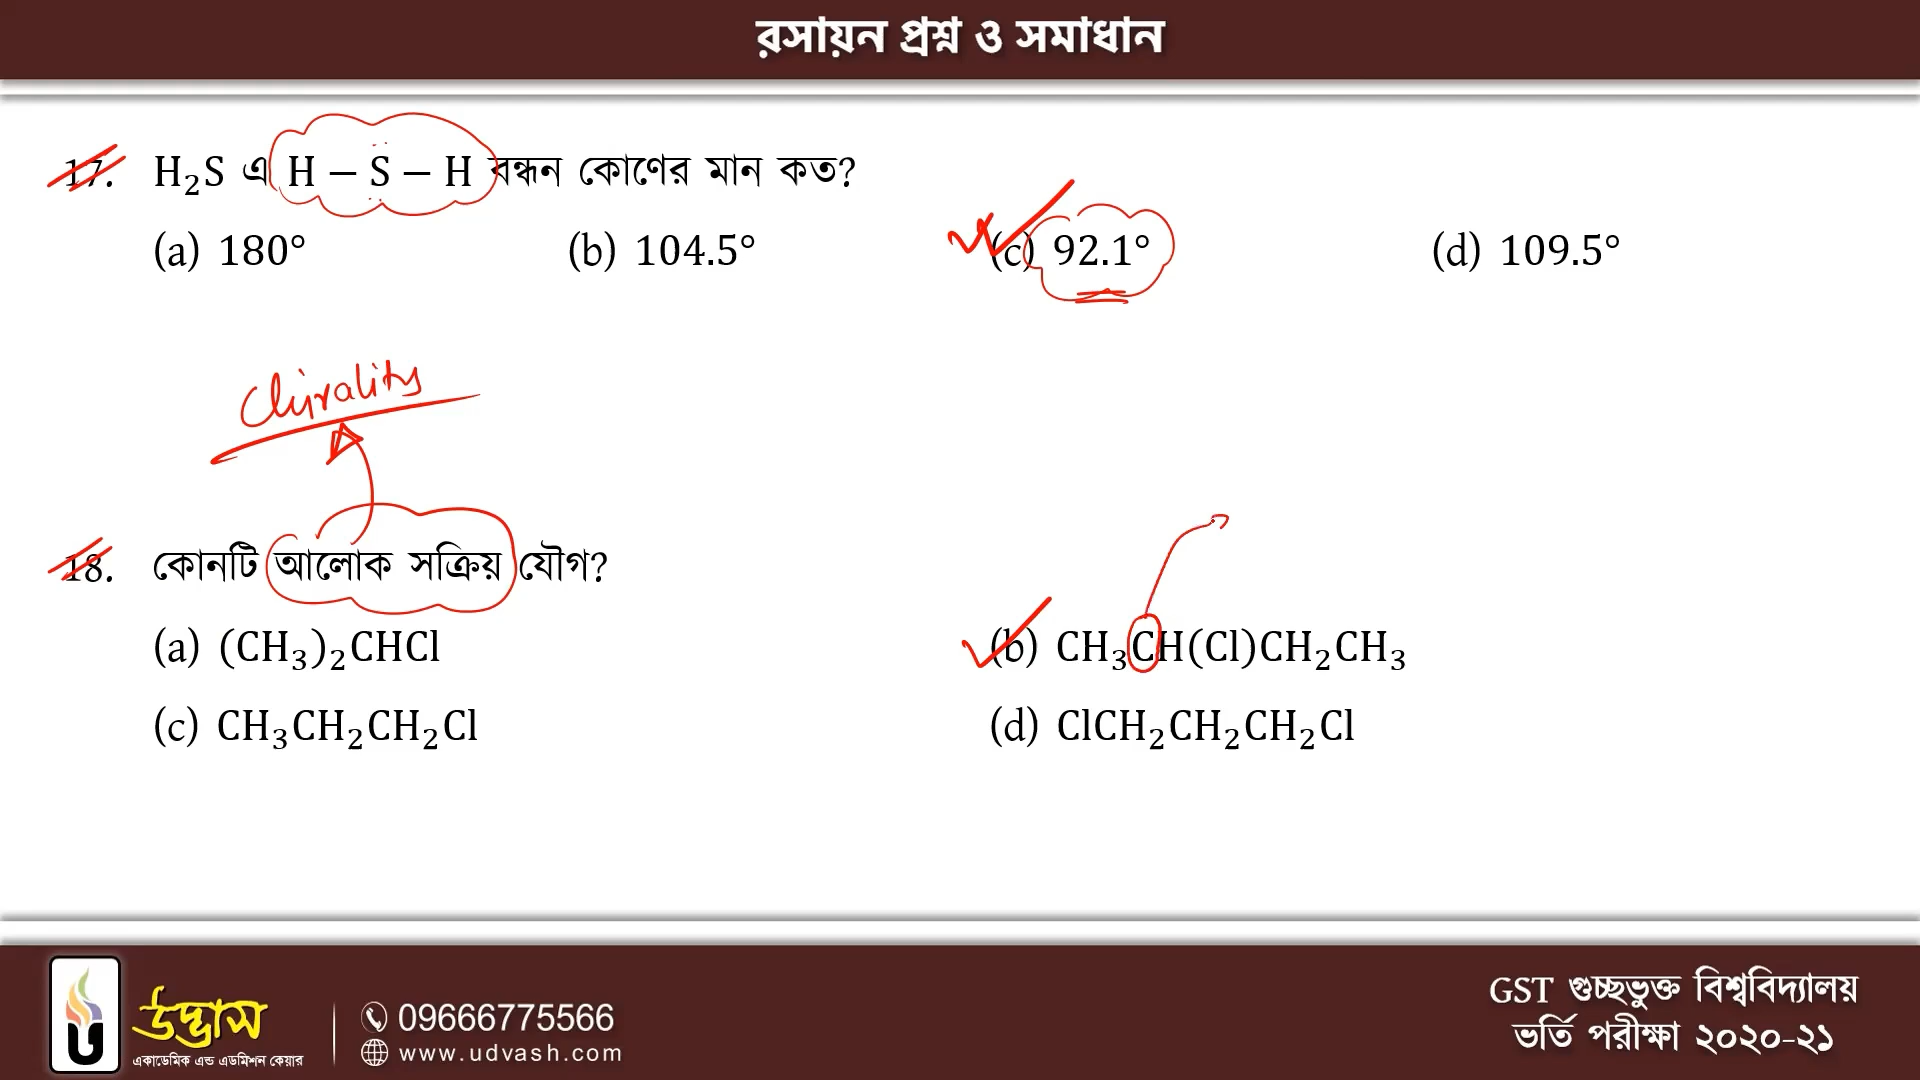 রসায়ন প্রশ্ন ও সমাধান
17. H₂S এ H – S – H বন্ধন কোণের মান কত?
(a) 180° (b) 104.5° (c) 92.1° (d) 109.5°
Chirality
18. কোনটি আলোক সক্রিয় যৌগ?
(a) (CH₃)₂CHCl (b) CH₃CH(Cl)CH₂CH₃
(c) CH₃CH₂CH₂Cl (d) ClCH₂CH₂CH₂Cl
উদ্ভাস
একাডেমিক এন্ড এডমিশন কেয়ার
09666775566
www.udvash.com
GST গুচ্ছভুক্ত বিশ্ববিদ্যালয়
ভর্তি পরীক্ষা ২০২০-২১